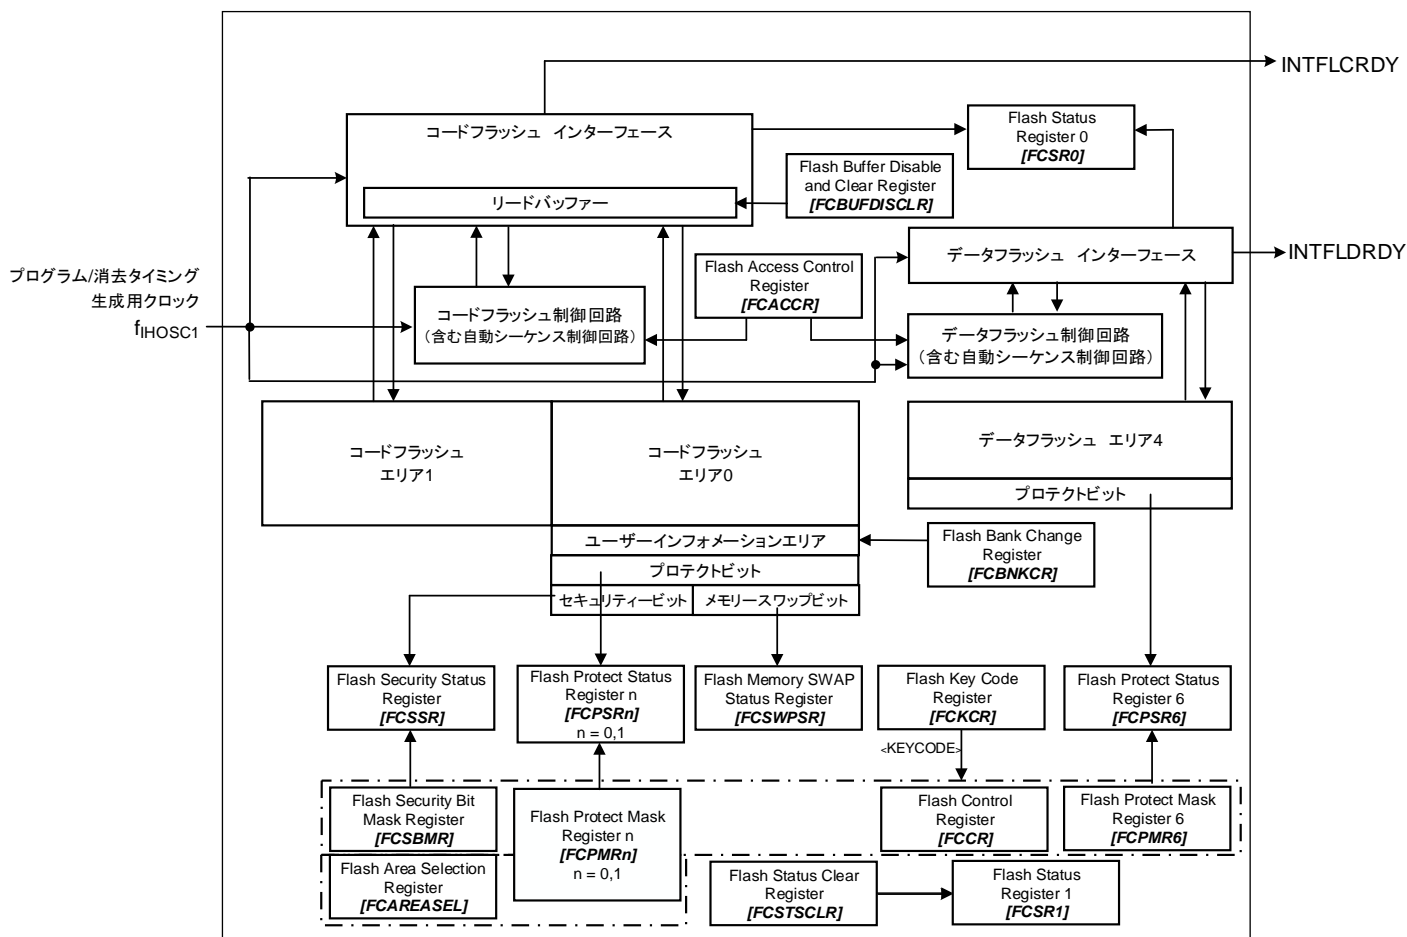 INTFLCRDY
コードフラッシュ インターフェース
Flash Status
Register 0
[FCSR0]
Flash Buffer Disable
and Clear Register
[FCBUFDISCLR]
リードバッファー
データフラッシュ インターフェース
INTFLDRDY
プログラム/消去タイミング
生成用クロック
fIHOSC1
Flash Access Control
Register
[FCACCR]
コードフラッシュ制御回路
(含む自動シーケンス制御回路)
データフラッシュ制御回路
(含む自動シーケンス制御回路)
コードフラッシュ
エリア1
コードフラッシュ
エリア0
データフラッシュ エリア4
プロテクトビット
ユーザーインフォメーションエリア
プロテクトビット
セキュリティービット
メモリースワップビット
Flash Bank Change
Register
[FCBNKCR]
Flash Security Status
Register
[FCSSR]
Flash Protect Status
Register n
[FCPSRn]
n = 0,1
Flash Memory SWAP
Status Register
[FCSWPSR]
Flash Key Code
Register
[FCKCR]
Flash Protect Status
Register 6
[FCPSR6]
<KEYCODE>
Flash Security Bit
Mask Register
[FCSBMR]
Flash Protect Mask
Register n
[FCPMRn]
n = 0,1
Flash Control
Register
[FCCR]
Flash Protect Mask
Register 6
[FCPMR6]
Flash Area Selection
Register
[FCAREASEL]
Flash Status Clear
Register
[FCSTSCLR]
Flash Status
Register 1
[FCSR1]